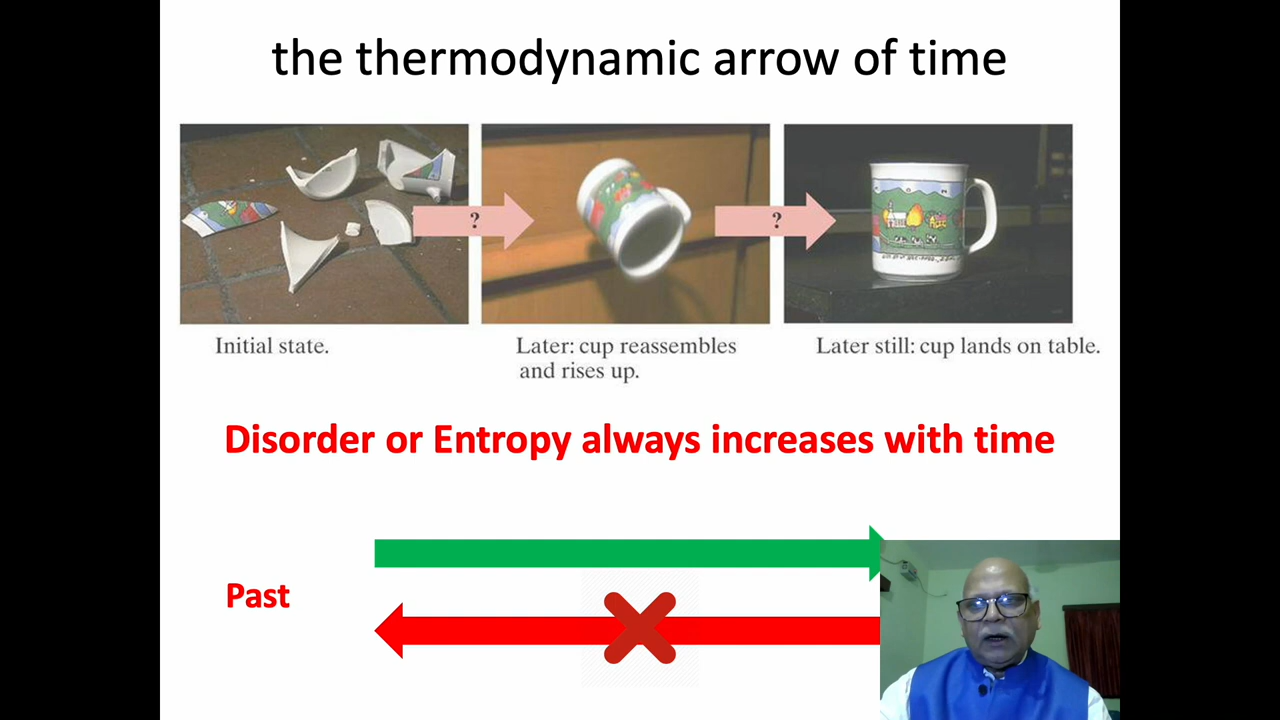 the thermodynamic arrow of time
?
?
Initial state.
Later: cup reassembles
and rises up.
Later still: cup lands on table.
Disorder or Entropy always increases with time
Past